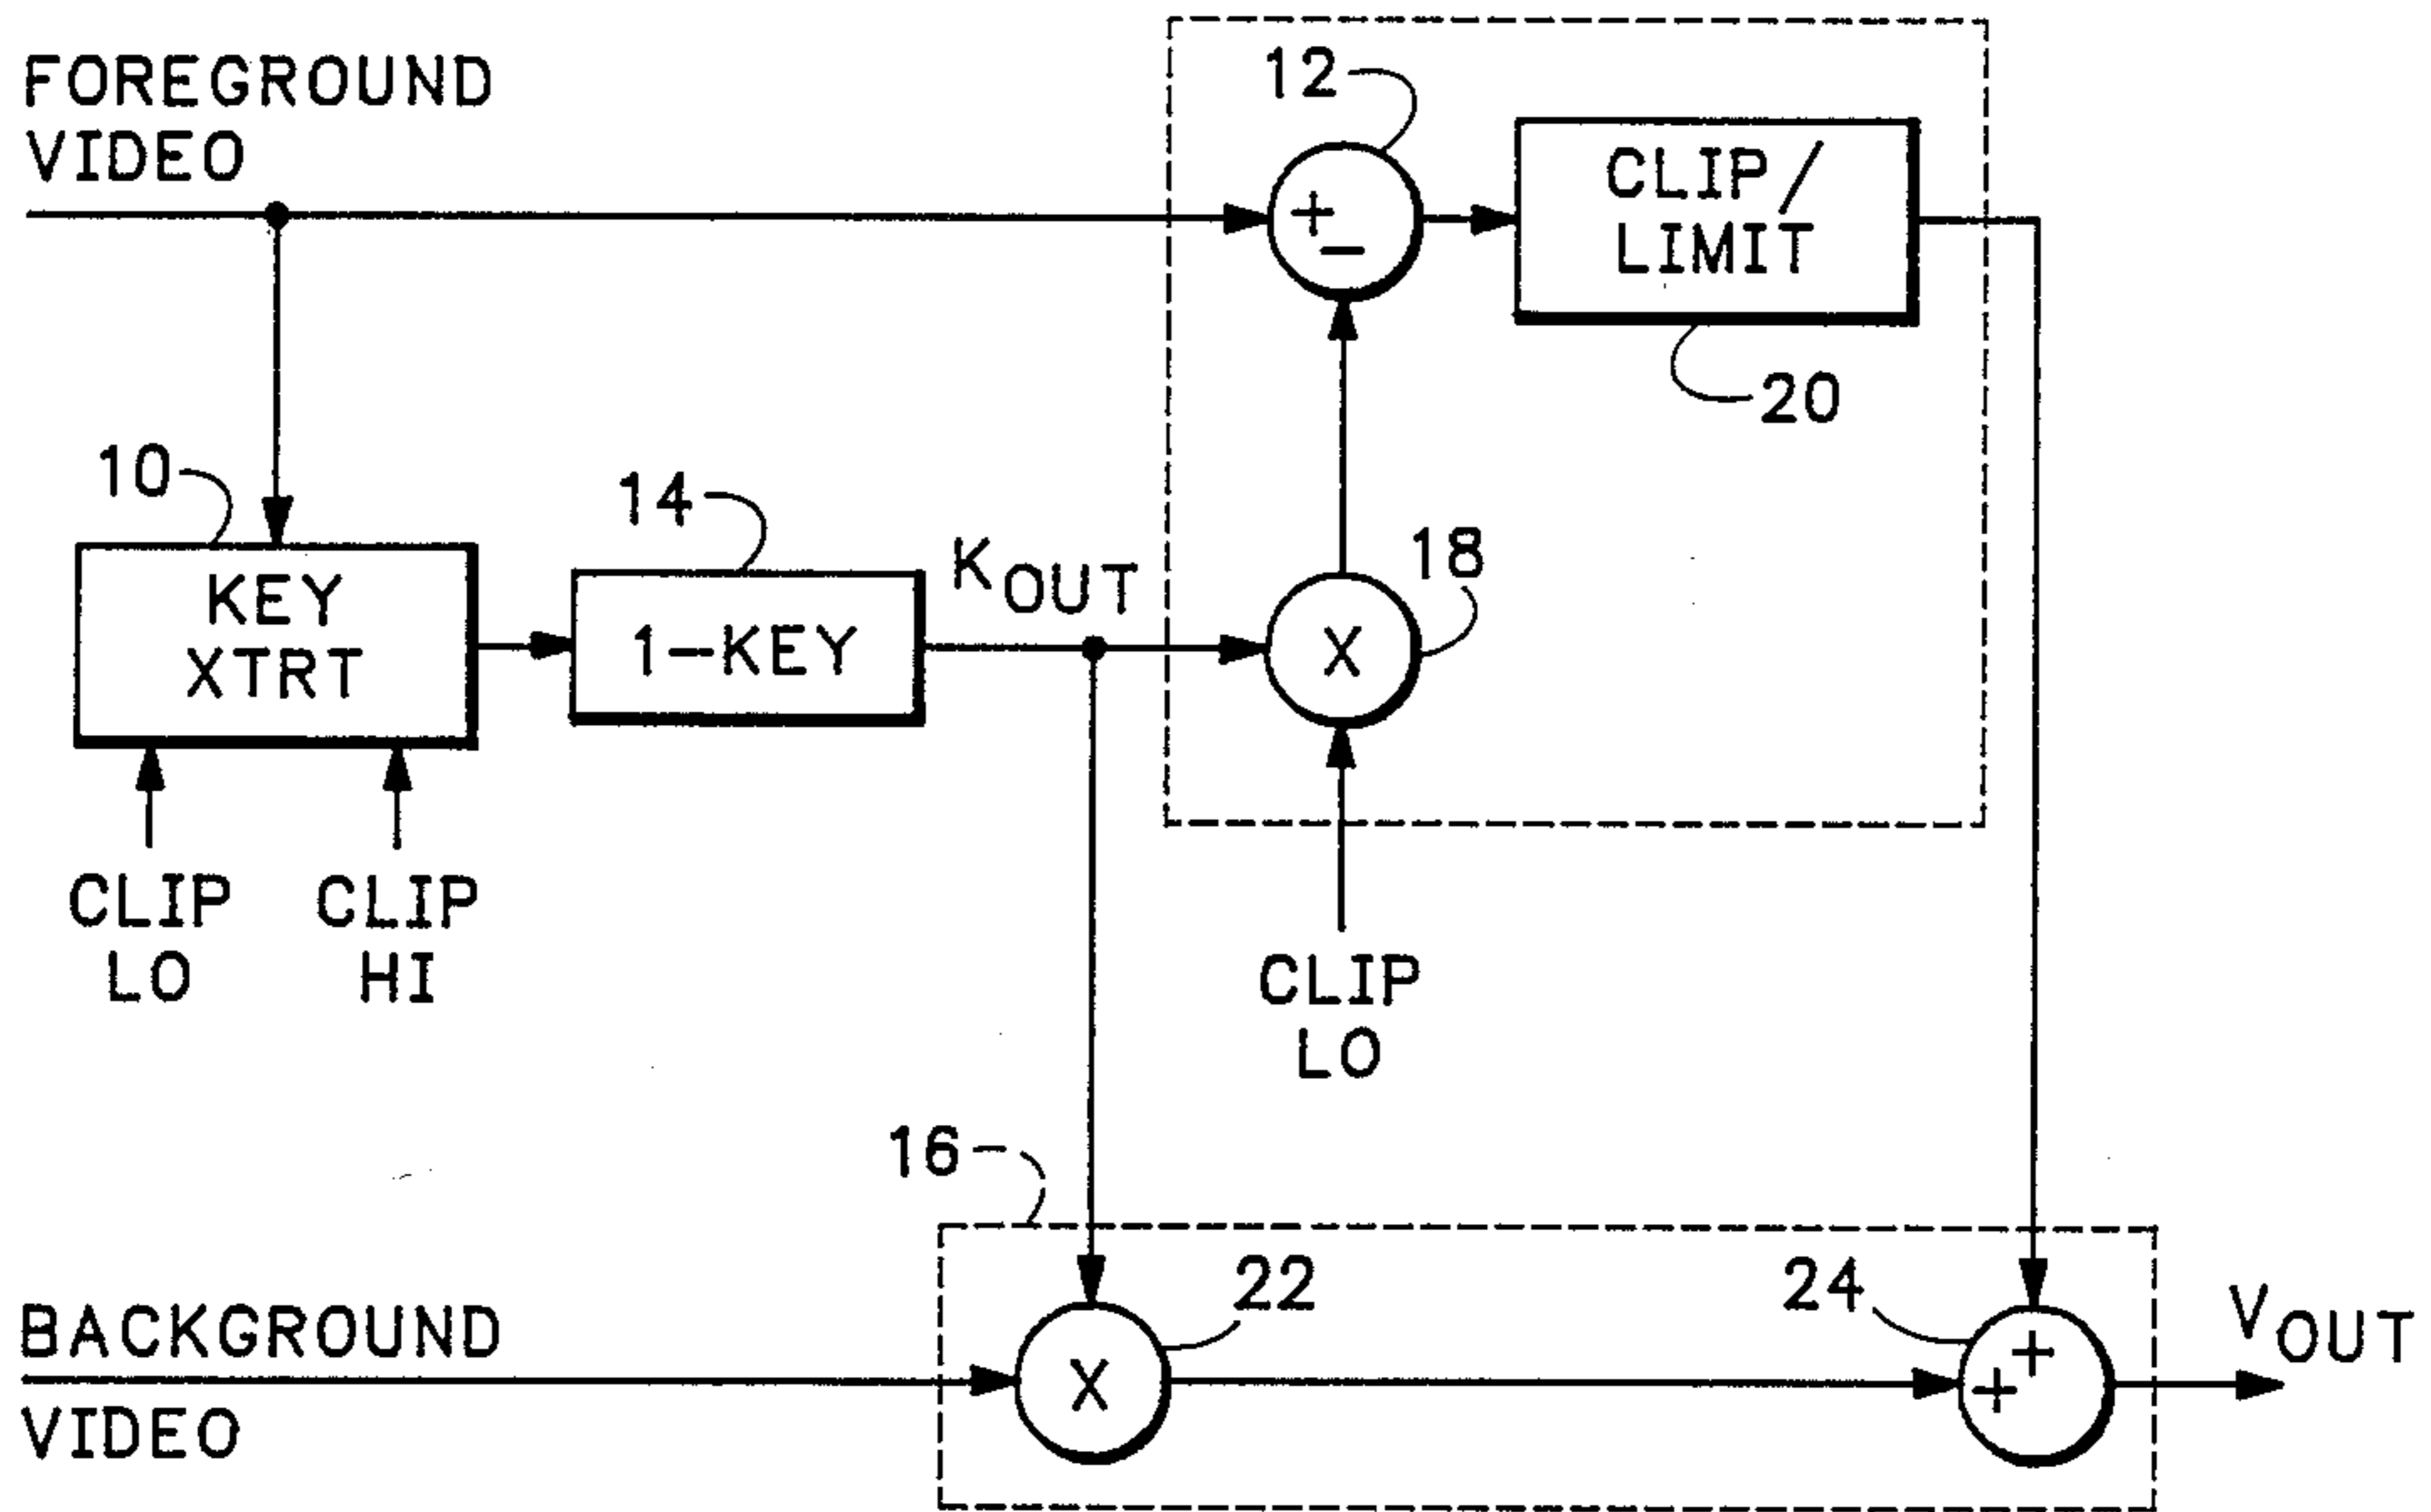 FOREGROUND
VIDEO
12
CLIP/
LIMIT
+
−
20
10
14
KEY
XTRT
1−KEY
KOUT
18
X
CLIP
LO
CLIP
HI
CLIP
LO
16
BACKGROUND
VIDEO
22
X
24
+
+
VOUT